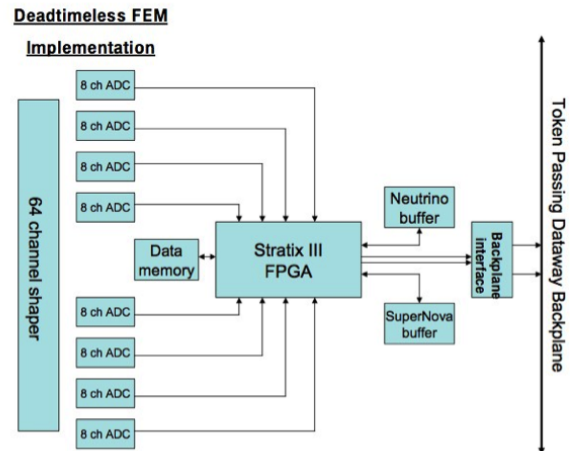 Deadtimeless FEM
Implementation
8 ch ADC
8 ch ADC
8 ch ADC
8 ch ADC
64 channel shaper
Data
memory
Stratix III
FPGA
Neutrino
buffer
SuperNova
buffer
Backplane
interface
Token Passing Dataway Backplane
8 ch ADC
8 ch ADC
8 ch ADC
8 ch ADC